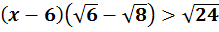 (x − 6)(√6 − √8) > √24